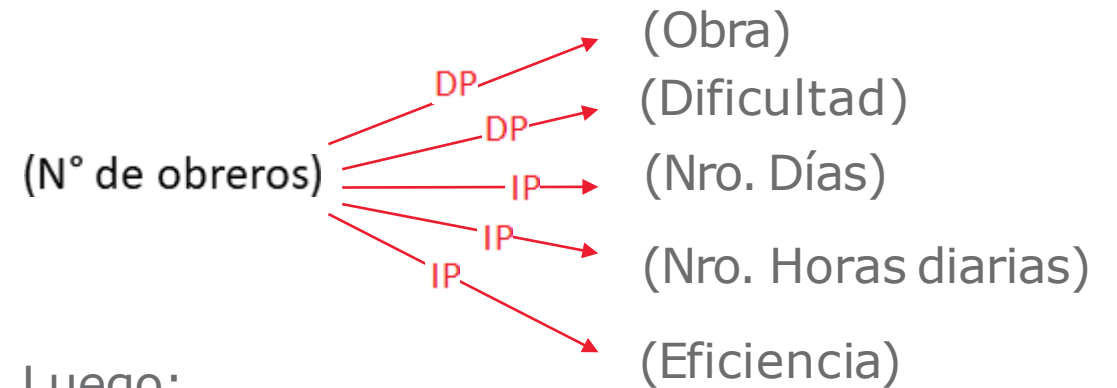 (Obra)
DP
(Dificultad)
DP
(N° de obreros)
IP
(Nro. Días)
IP
(Nro. Horas diarias)
IP
(Eficiencia)
Luego: